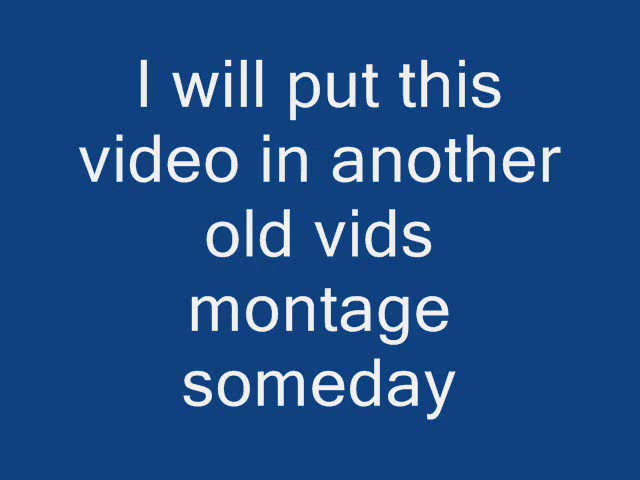 I will put this
video in another
old vids
montage
someday